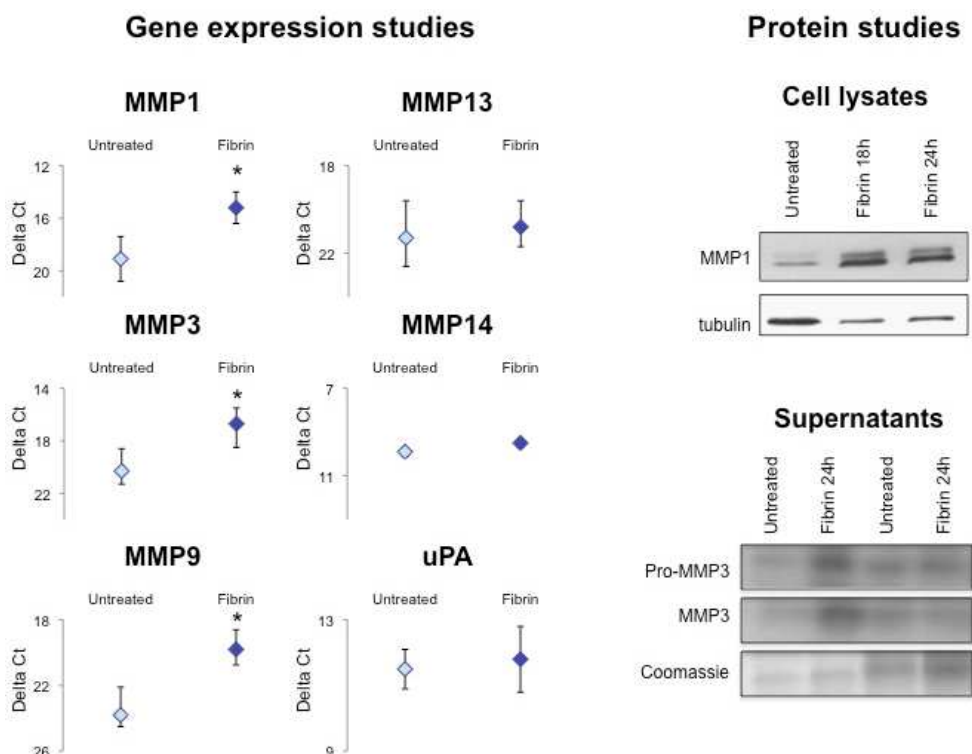 Gene expression studies
Protein studies
MMP1
Untreated
Fibrin
*
Delta Ct
12
16
20
MMP13
Untreated
Fibrin
Delta Ct
18
22
MMP3
Untreated
Fibrin
*
Delta Ct
14
18
22
MMP14
Untreated
Fibrin
Delta Ct
7
11
MMP9
Untreated
Fibrin
*
Delta Ct
18
22
26
uPA
Untreated
Fibrin
Delta Ct
13
9
Cell lysates
Untreated
Fibrin 18h
Fibrin 24h
MMP1
tubulin
Supernatants
Untreated
Fibrin 24h
Untreated
Fibrin 24h
Pro-MMP3
MMP3
Coomassie